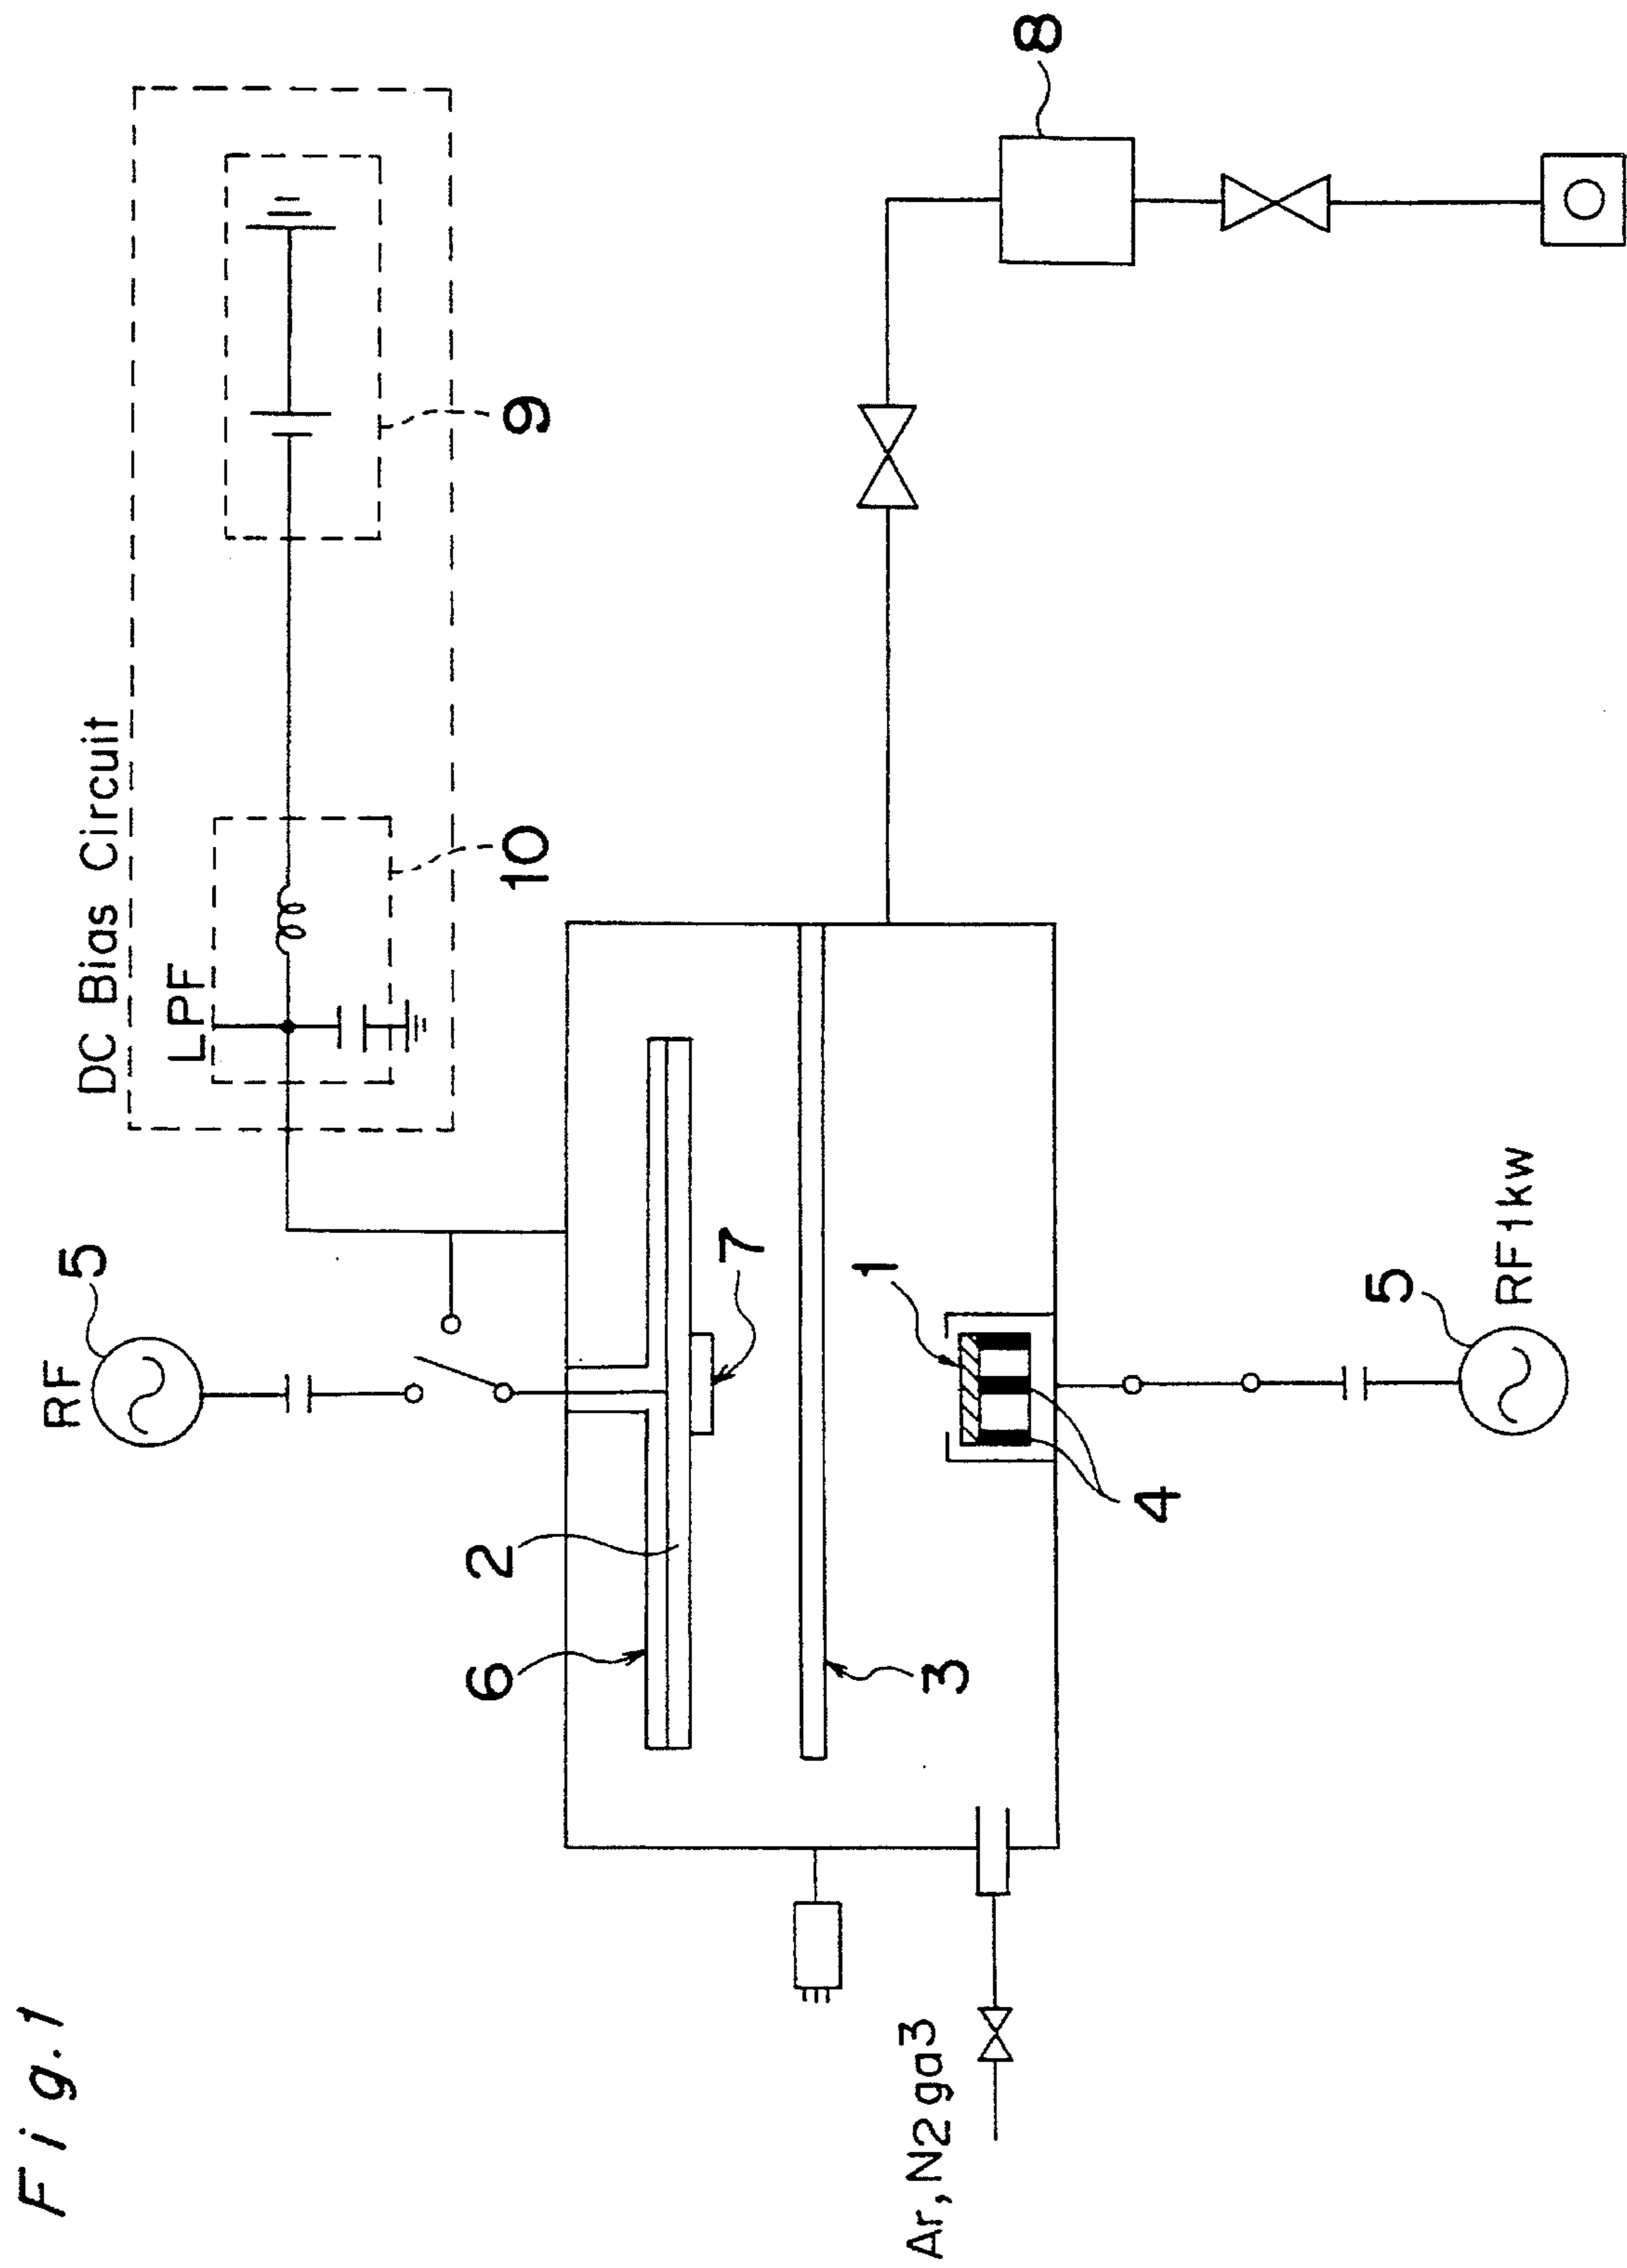 Fig.1
DC Bias Circuit
LPF
10
9
RF
5
8
7
2
6
1
3
4
5
RF1kw
Ar,N2ga3